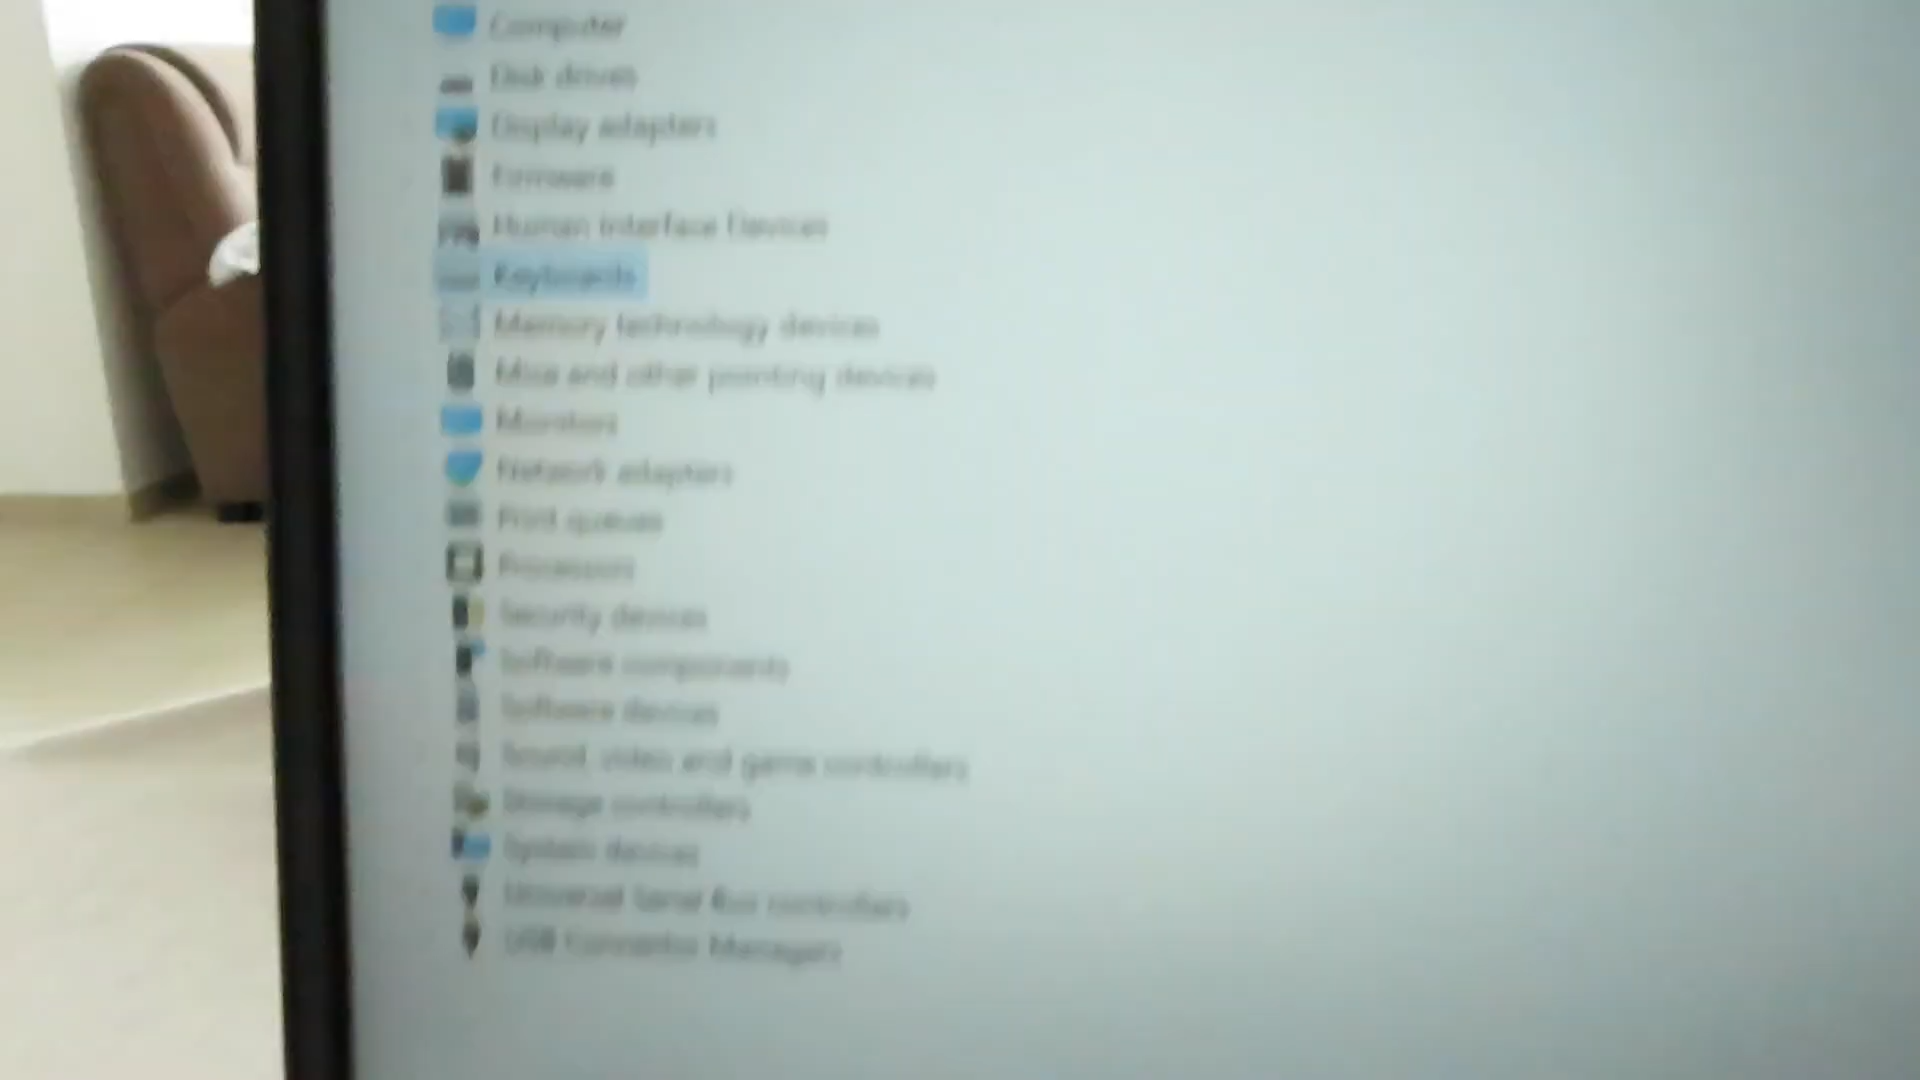 Computer
Disk drives
Display adapters
Firmware
Human Interface Devices
Keyboards
Memory technology devices
Mice and other pointing devices
Monitors
Network adapters
Print queues
Processors
Security devices
Software components
Software devices
Sound, video and game controllers
Storage controllers
System devices
Universal Serial Bus controllers
USB Connector Managers